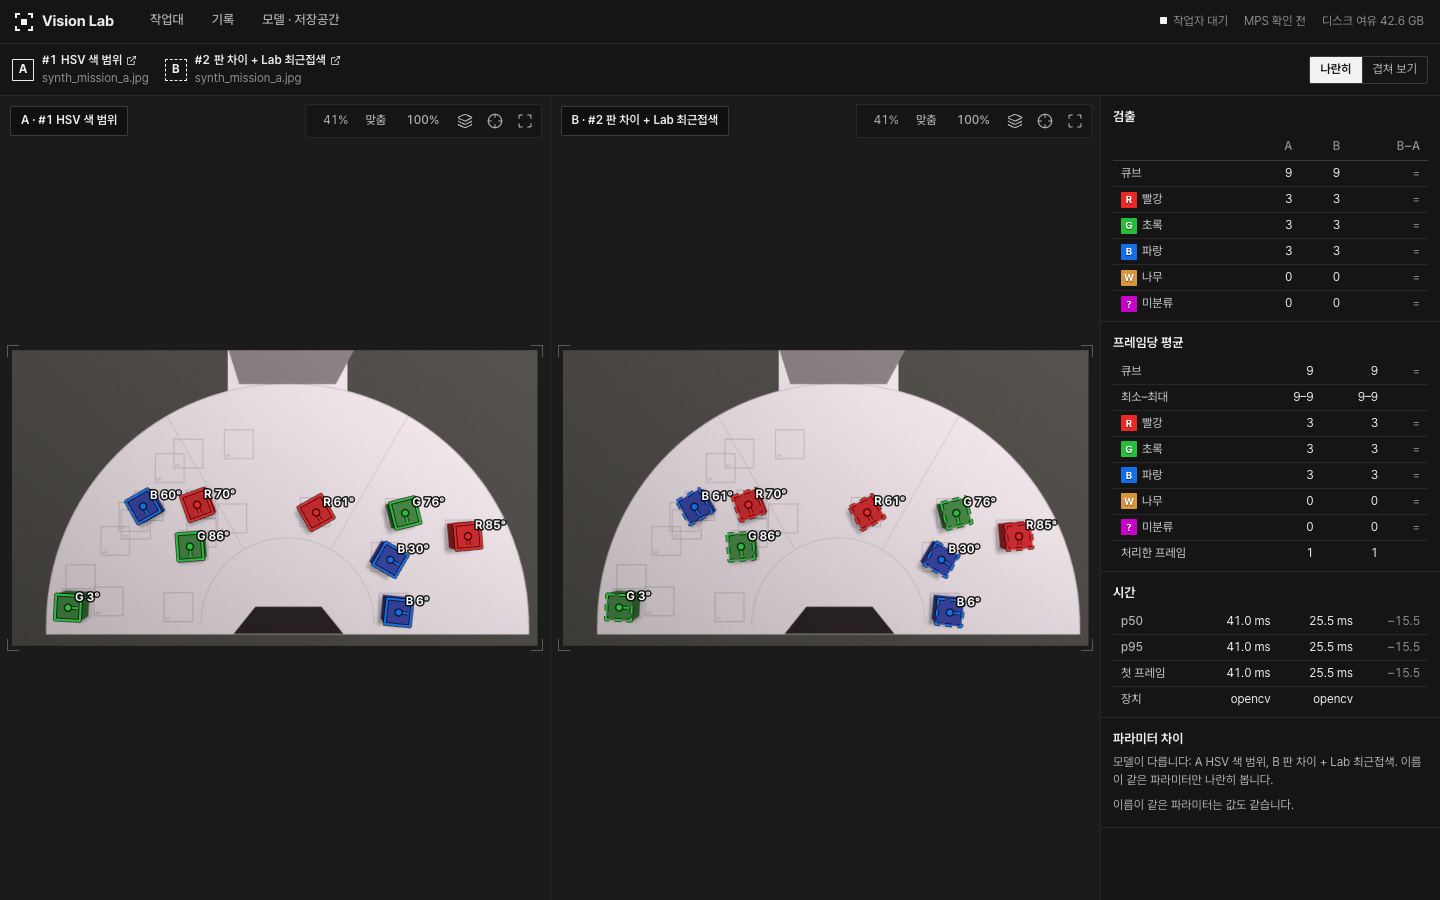 Vision Lab
작업대
기록
모델 · 저장공간
작업자 대기
MPS 확인 전
디스크 여유 42.6 GB
A
#1 HSV 색 범위
synth_mission_a.jpg
B
#2 판 차이 + Lab 최근접색
synth_mission_a.jpg
나란히
겹쳐 보기
A · #1 HSV 색 범위
41%
맞춤
100%
B 60°
R 70°
R 61°
G 76°
G 86°
R 85°
B 30°
G 3°
B 6°
B · #2 판 차이 + Lab 최근접색
41%
맞춤
100%
B 61°
R 70°
R 61°
G 76°
G 86°
R 85°
B 30°
G 3°
B 6°
검출
A B B−A
큐브 9 9 =
R 빨강 3 3 =
G 초록 3 3 =
B 파랑 3 3 =
W 나무 0 0 =
? 미분류 0 0 =
프레임당 평균
큐브 9 9 =
최소–최대 9–9 9–9
R 빨강 3 3 =
G 초록 3 3 =
B 파랑 3 3 =
W 나무 0 0 =
? 미분류 0 0 =
처리한 프레임 1 1
시간
p50 41.0 ms 25.5 ms −15.5
p95 41.0 ms 25.5 ms −15.5
첫 프레임 41.0 ms 25.5 ms −15.5
장치 opencv opencv
파라미터 차이
모델이 다릅니다: A HSV 색 범위, B 판 차이 + Lab 최근접색. 이름
이 같은 파라미터만 나란히 봅니다.
이름이 같은 파라미터는 값도 같습니다.